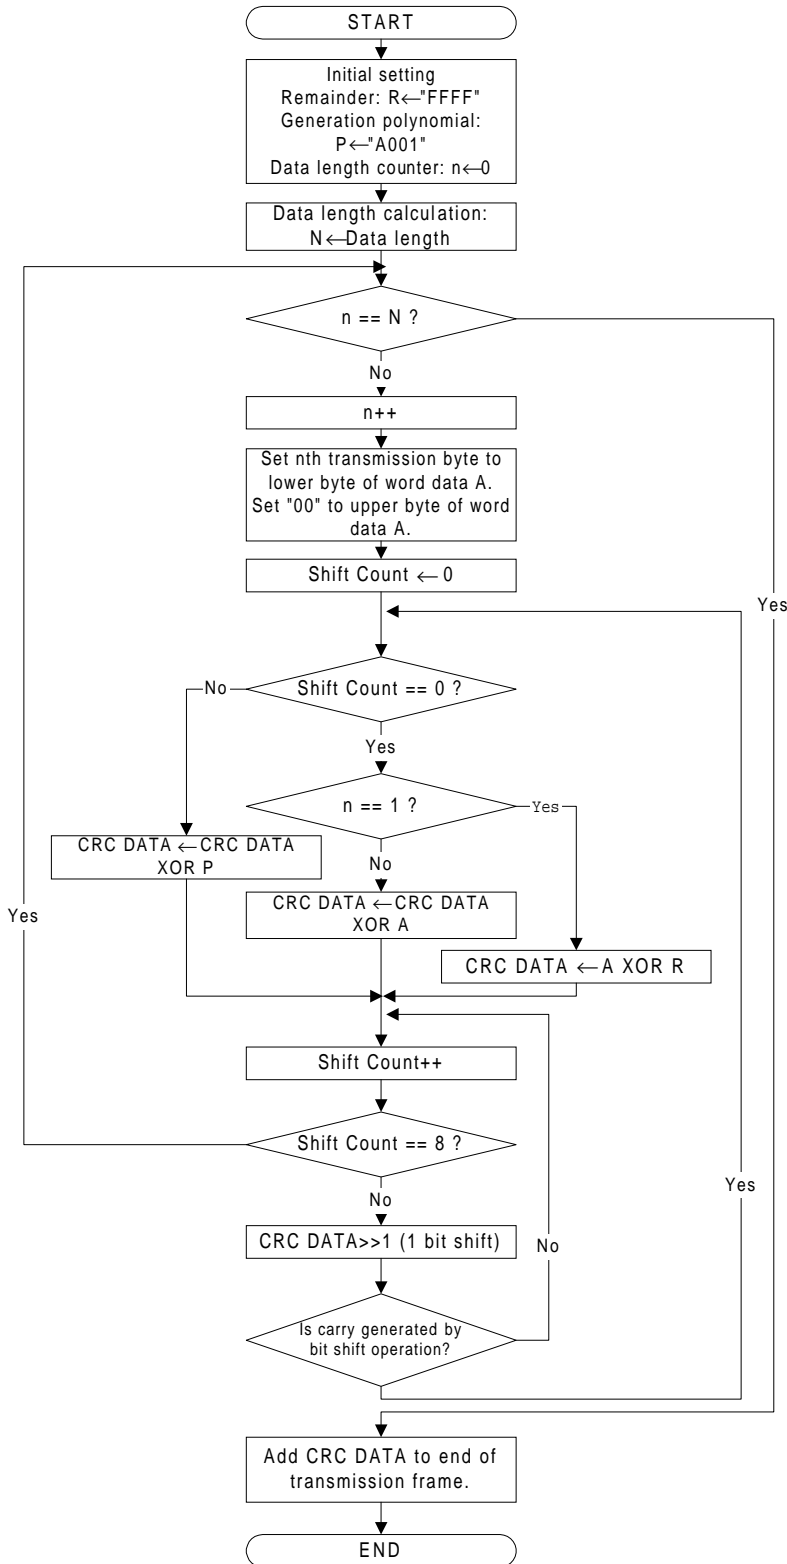 START
Initial setting
Remainder: R←"FFFF"
Generation polynomial:
P←"A001"
Data length counter: n←0
Data length calculation:
N←Data length
n == N ?
No
n++
Set nth transmission byte to
lower byte of word data A.
Set "00" to upper byte of word
data A.
Shift Count ← 0
Yes
No
Shift Count == 0 ?
Yes
n == 1 ?
Yes
CRC DATA ←CRC DATA
XOR P
No
CRC DATA ←CRC DATA
XOR A
Yes
CRC DATA ←A XOR R
Shift Count++
Shift Count == 8 ?
Yes
No
CRC DATA>>1 (1 bit shift)
No
Is carry generated by
bit shift operation?
Add CRC DATA to end of
transmission frame.
END